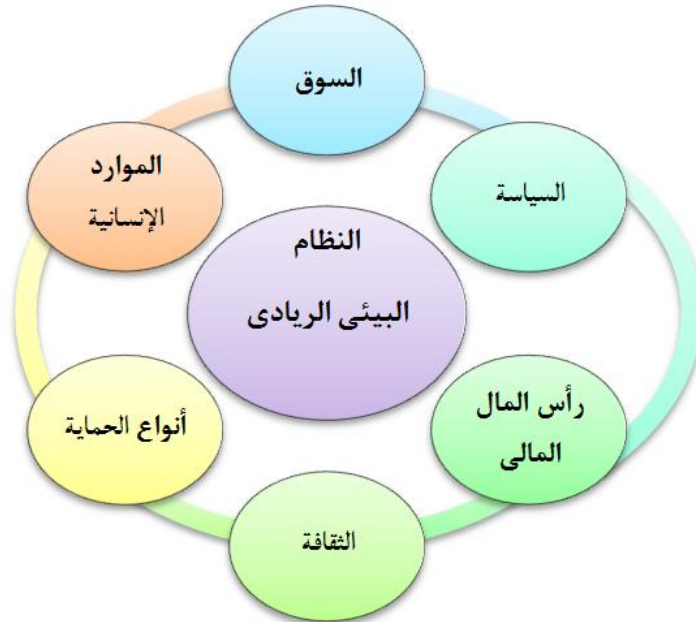 السوق
السياسة
رأس المال
المالى
الثقافة
أنواع الحماية
الموارد
الإنسانية
النظام
البيئى الريادى